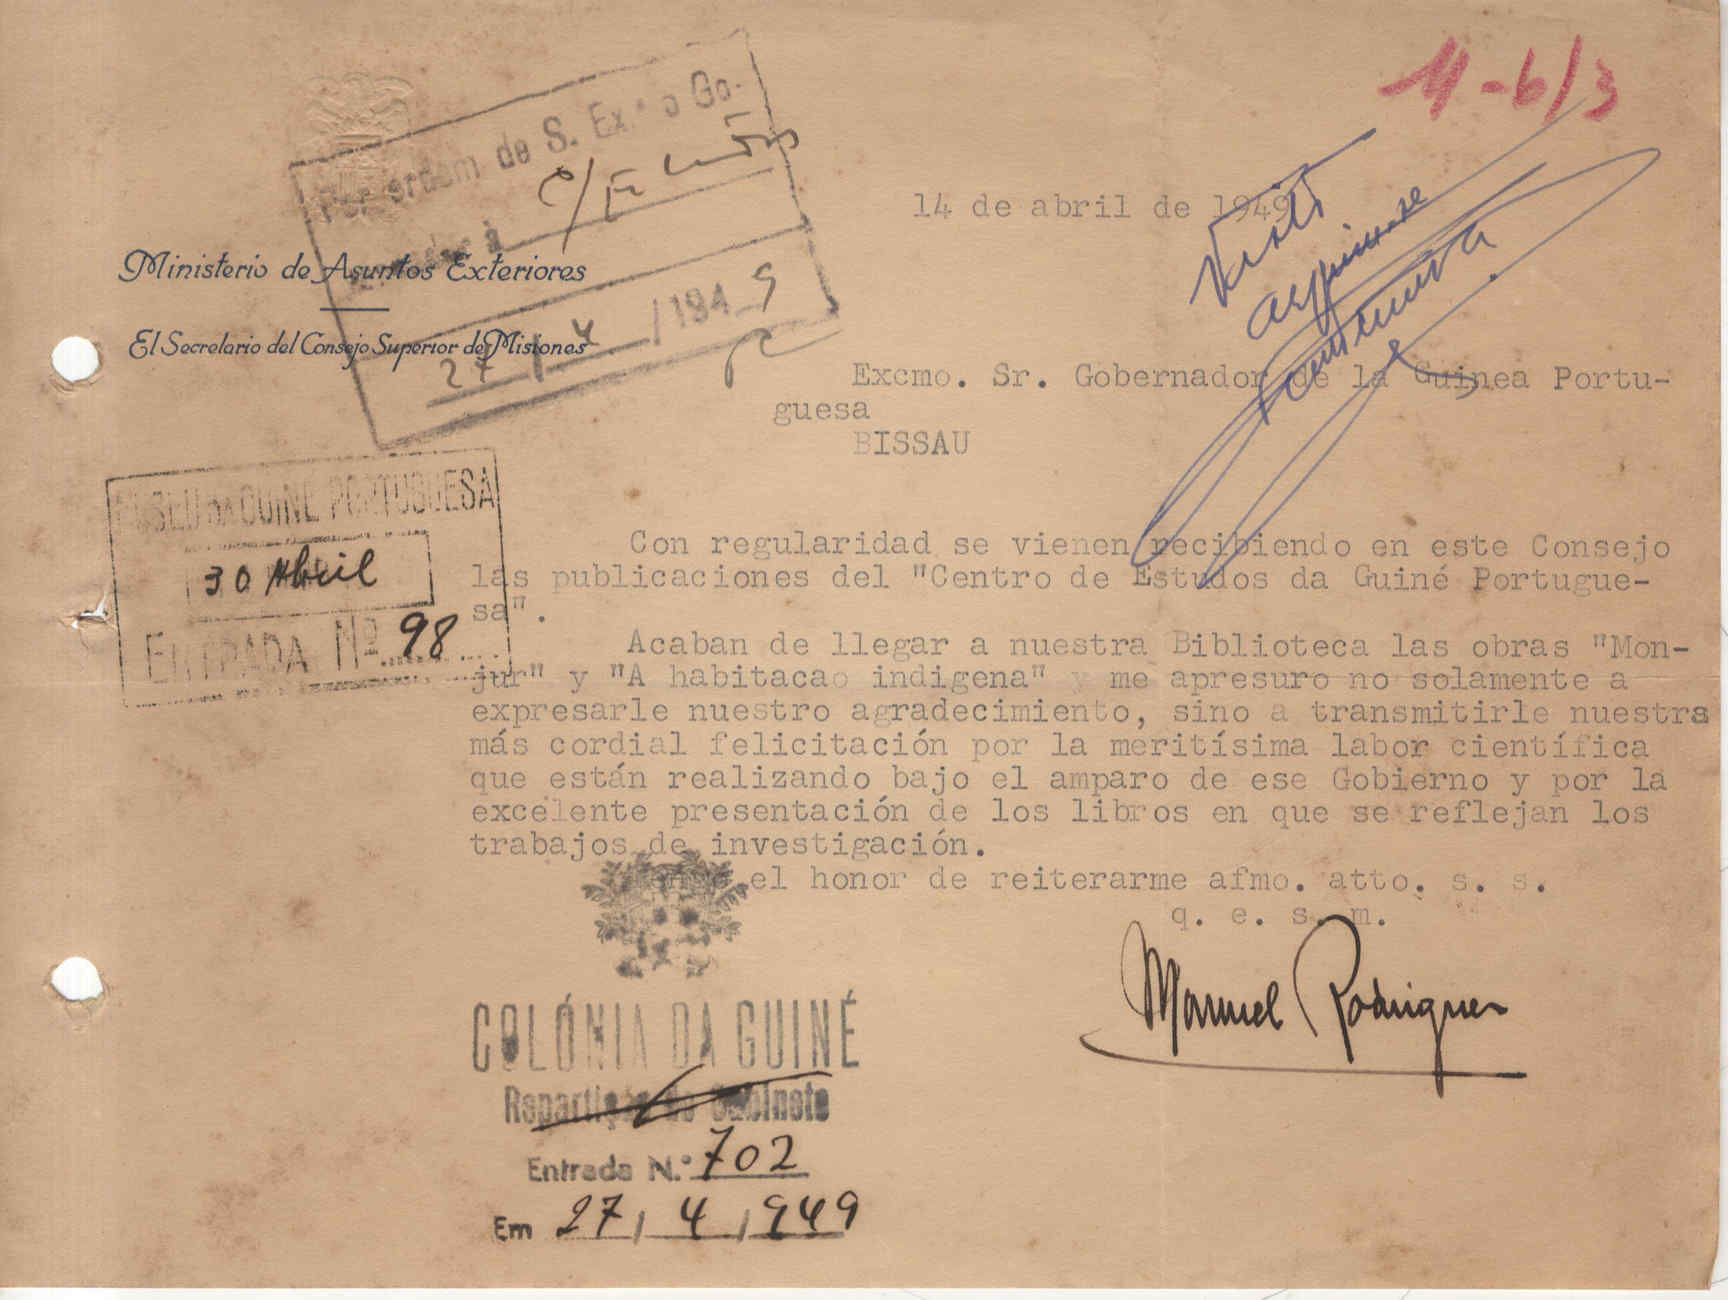 11-6/3
Por ordem de S. Ex.ª o Go-
27/4/1949
14 de abril de 1949
Visto
Ministerio de Asuntos Exteriores
El Secretario del Consejo Superior de Misiones
Excmo. Sr. Gobernador de la Guinea Portu-
guesa
BISSAU
MUSEU DA GUINÉ PORTUGUESA
30 Abril
ENTRADA Nº 98
Con regularidad se vienen recibiendo en este Consejo
las publicaciones del "Centro de Estudos da Guiné Portugue-
sa".
Acaban de llegar a nuestra Biblioteca las obras "Mon-
jur" y "A habitacao indigena" y me apresuro no solamente a
expresarle nuestro agradecimiento, sino a transmitirle nuestra
más cordial felicitación por la meritísima labor científica
que están realizando bajo el amparo de ese Gobierno y por la
excelente presentación de los libros en que se reflejan los
trabajos de investigación.
el honor de reiterarme afmo. atto. s. s.
q. e. s. m.
Manuel Rodriguez
COLÓNIA DA GUINÉ
Repartição do Gabinete
Entrada N.º 702
Em 27/4/949